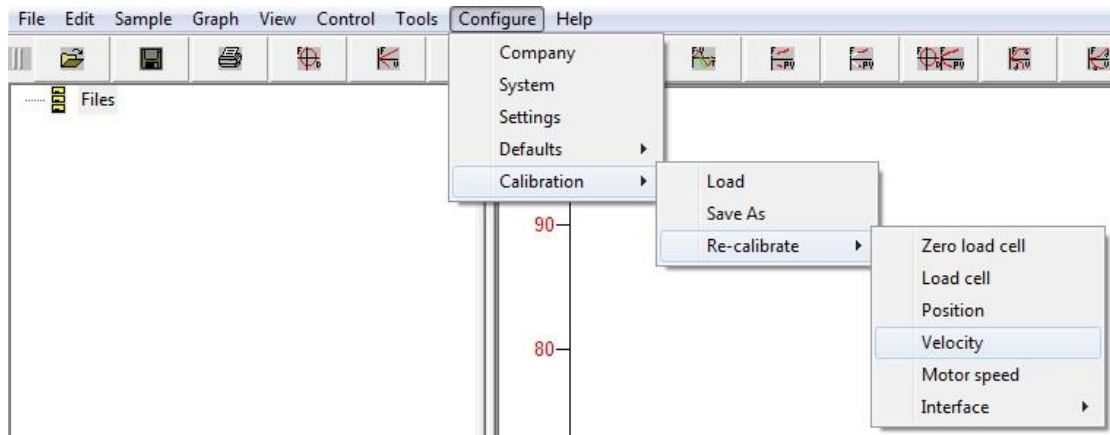 File Edit Sample Graph View Control Tools Configure Help
Files
Company
System
Settings
Defaults
Calibration
Load
Save As
Re-calibrate
Zero load cell
Load cell
Position
Velocity
Motor speed
Interface
90
80